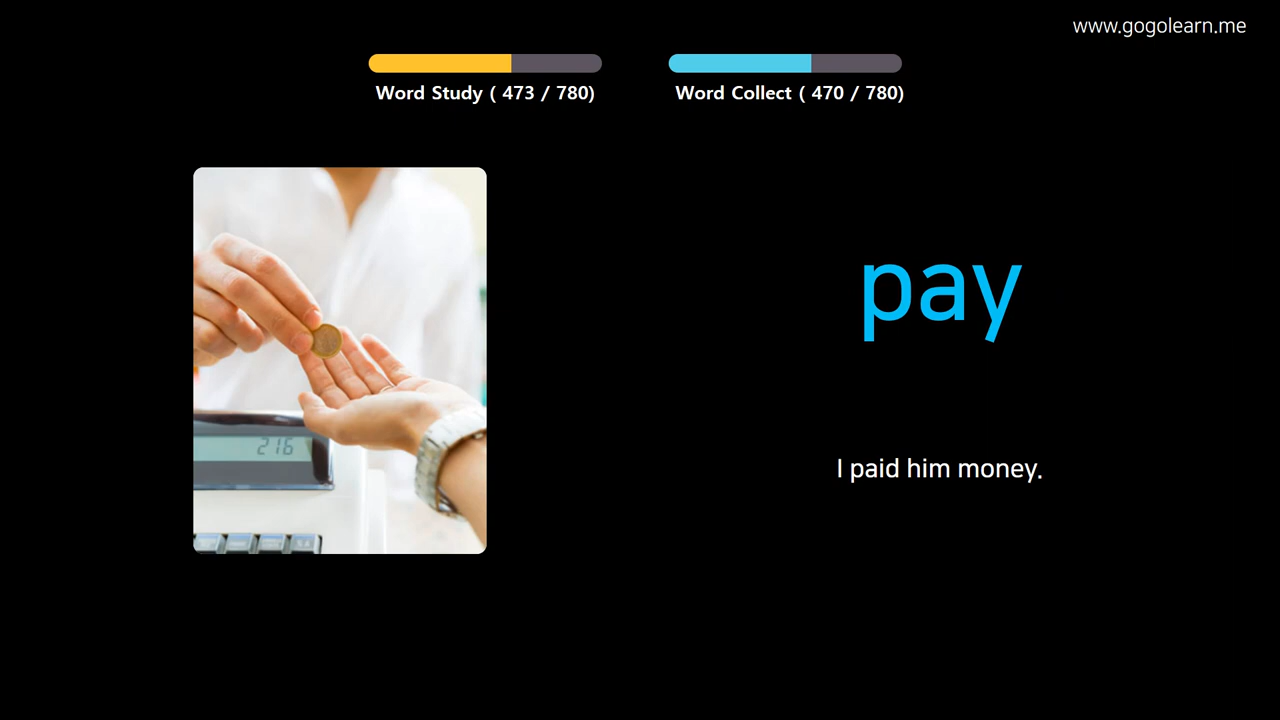 www.gogolearn.me
Word Study ( 473 / 780)
Word Collect ( 470 / 780)
pay
216
I paid him money.